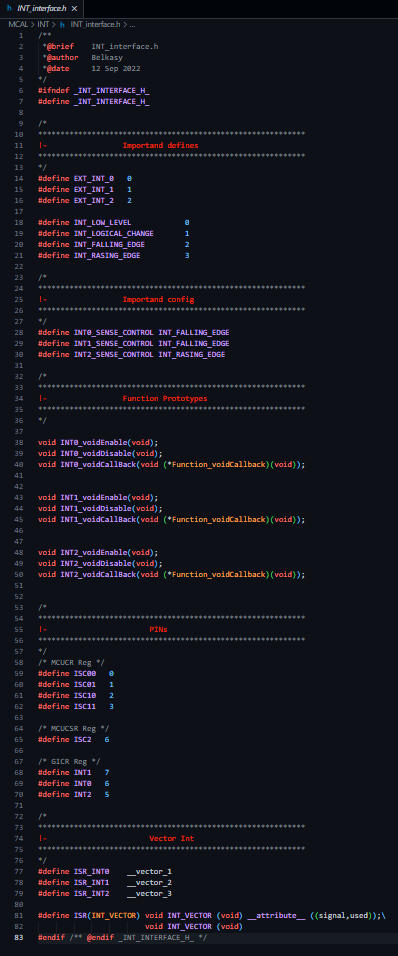 h INT_interface.h ×
MCAL > INT > h INT_interface.h > ...
1 /**
2 *@brief INT_interface.h
3 *@author Belkasy
4 *@date 12 Sep 2022
5 */
6 #ifndef _INT_INTERFACE_H_
7 #define _INT_INTERFACE_H_
8
9 /*
10 ************************************************************
11 |- Importand defines
12 ************************************************************
13 */
14 #define EXT_INT_0 0
15 #define EXT_INT_1 1
16 #define EXT_INT_2 2
17
18 #define INT_LOW_LEVEL 0
19 #define INT_LOGICAL_CHANGE 1
20 #define INT_FALLING_EDGE 2
21 #define INT_RASING_EDGE 3
22
23 /*
24 ************************************************************
25 |- Importand config
26 ************************************************************
27 */
28 #define INT0_SENSE_CONTROL INT_FALLING_EDGE
29 #define INT1_SENSE_CONTROL INT_FALLING_EDGE
30 #define INT2_SENSE_CONTROL INT_RASING_EDGE
31
32 /*
33 ************************************************************
34 |- Function Prototypes
35 ************************************************************
36 */
37
38 void INT0_voidEnable(void);
39 void INT0_voidDisable(void);
40 void INT0_voidCallBack(void (*Function_voidCallback)(void));
41
42
43 void INT1_voidEnable(void);
44 void INT1_voidDisable(void);
45 void INT1_voidCallBack(void (*Function_voidCallback)(void));
46
47
48 void INT2_voidEnable(void);
49 void INT2_voidDisable(void);
50 void INT2_voidCallBack(void (*Function_voidCallback)(void));
51
52
53 /*
54 ************************************************************
55 |- PINs
56 ************************************************************
57 */
58 /* MCUCR Reg */
59 #define ISC00 0
60 #define ISC01 1
61 #define ISC10 2
62 #define ISC11 3
63
64 /* MCUCSR Reg */
65 #define ISC2 6
66
67 /* GICR Reg */
68 #define INT1 7
69 #define INT0 6
70 #define INT2 5
71
72 /*
73 ************************************************************
74 |- Vector Int
75 ************************************************************
76 */
77 #define ISR_INT0 __vector_1
78 #define ISR_INT1 __vector_2
79 #define ISR_INT2 __vector_3
80
81 #define ISR(INT_VECTOR) void INT_VECTOR (void) __attribute__ ((signal,used));\
82 void INT_VECTOR (void)
83 #endif /** @endif _INT_INTERFACE_H_ */